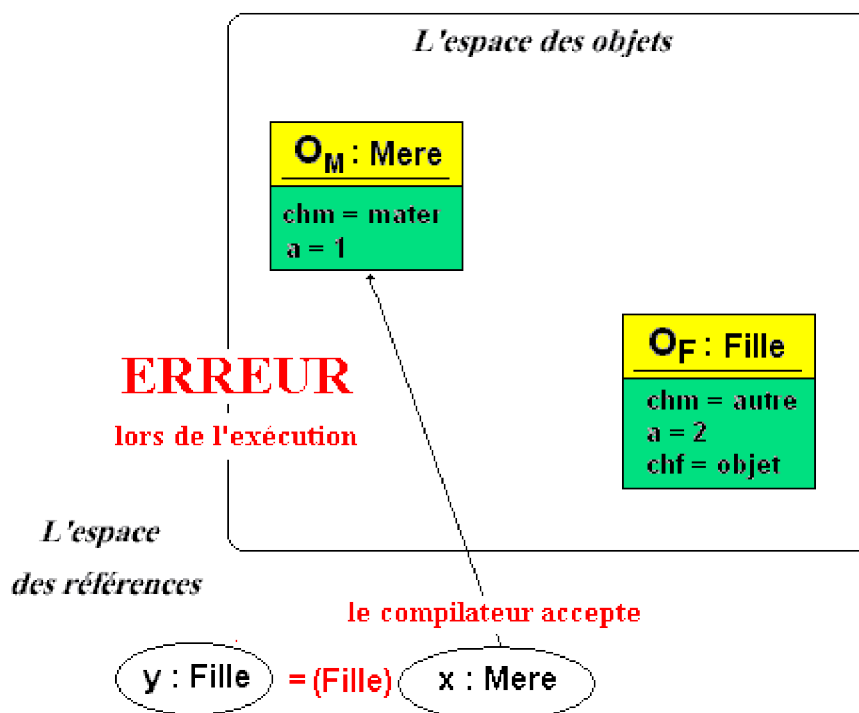 L'espace des objets
OM : Mere
chm = mater
a = 1
OF : Fille
chm = autre
a = 2
chf = objet
ERREUR
lors de l'exécution
L'espace
des références
le compilateur accepte
y : Fille = (Fille) x : Mere